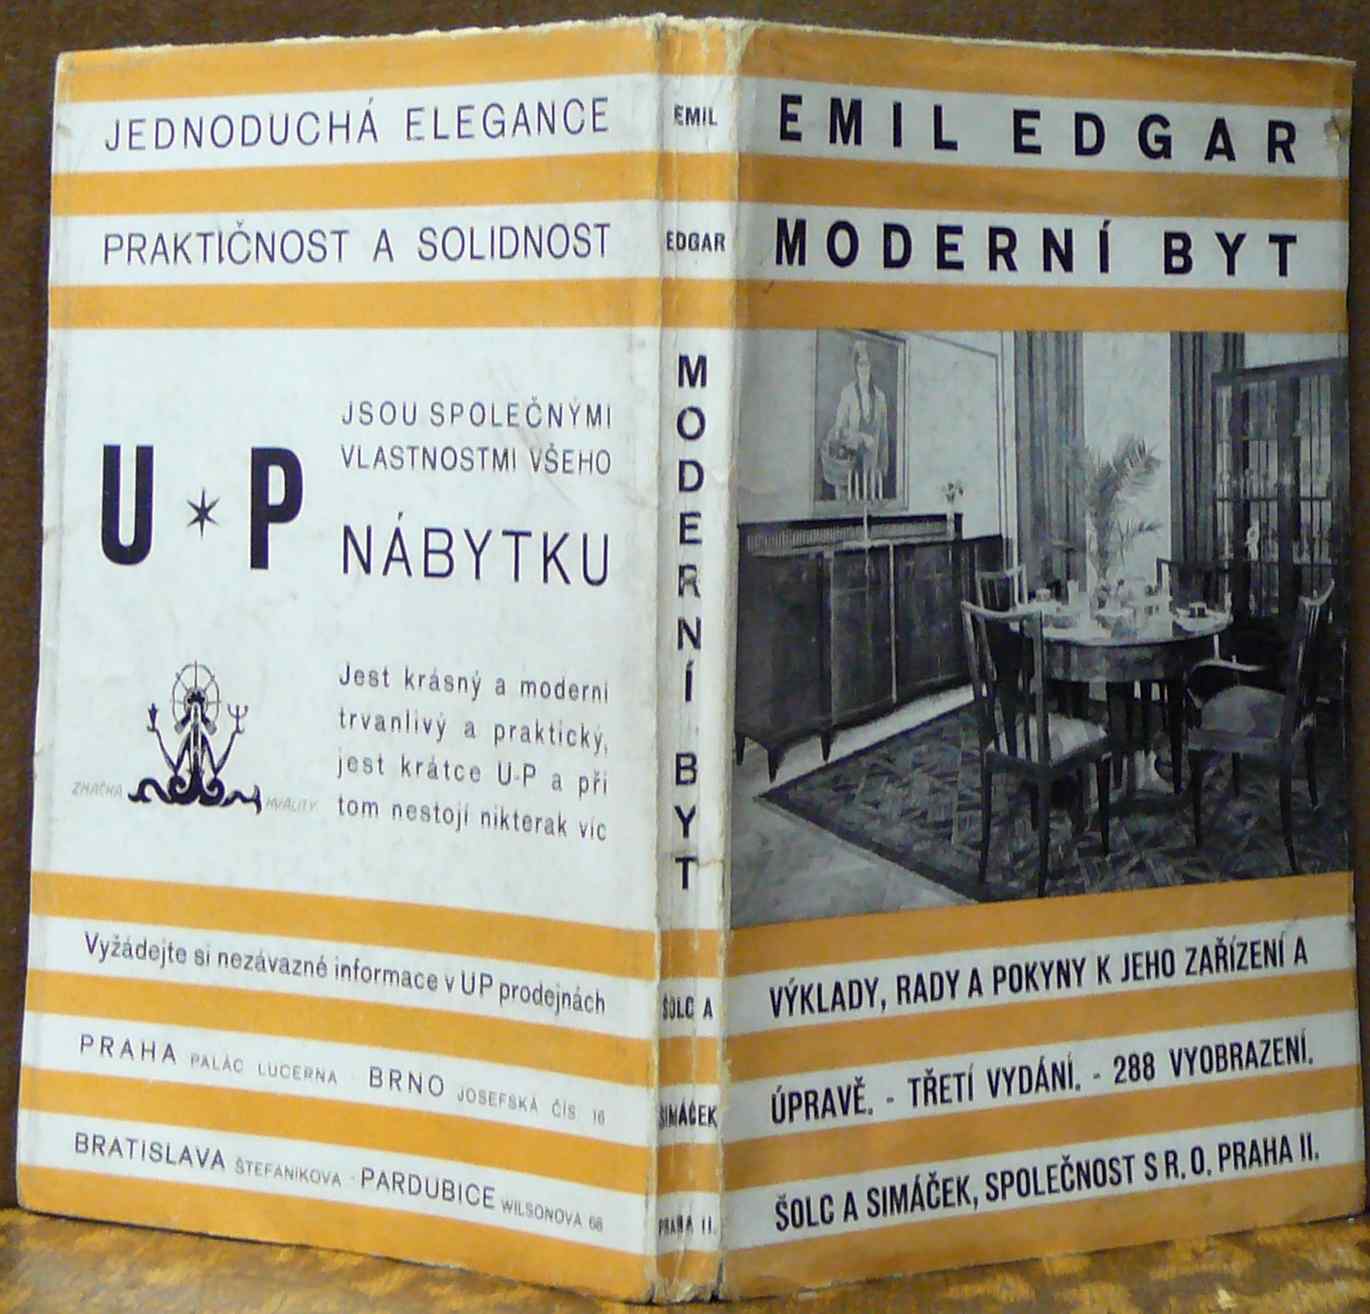 JEDNODUCHÁ ELEGANCE
PRAKTIČNOST A SOLIDNOST
U * P
JSOU SPOLEČNÝMI
VLASTNOSTMI VŠEHO
NÁBYTKU
Jest krásný a moderní
trvanlivý a praktický,
jest krátce U-P a při
tom nestojí nikterak víc
ZNAČKA KVALITY
Vyžádejte si nezávazné informace v UP prodejnách
PRAHA PALÁC LUCERNA - BRNO JOSEFSKÁ ČÍS 16
BRATISLAVA ŠTEFANIKOVA - PARDUBICE WILSONOVA 68
EMIL
EDGAR
MODERNÍ
BYT
ŠOLC A
SIMÁČEK
PRAHA II.
EMIL EDGAR
MODERNÍ BYT
VÝKLADY, RADY A POKYNY K JEHO ZAŘÍZENÍ A
ÚPRAVĚ. - TŘETÍ VYDÁNÍ. - 288 VYOBRAZENÍ.
ŠOLC A SIMÁČEK, SPOLEČNOST S R. O. PRAHA II.